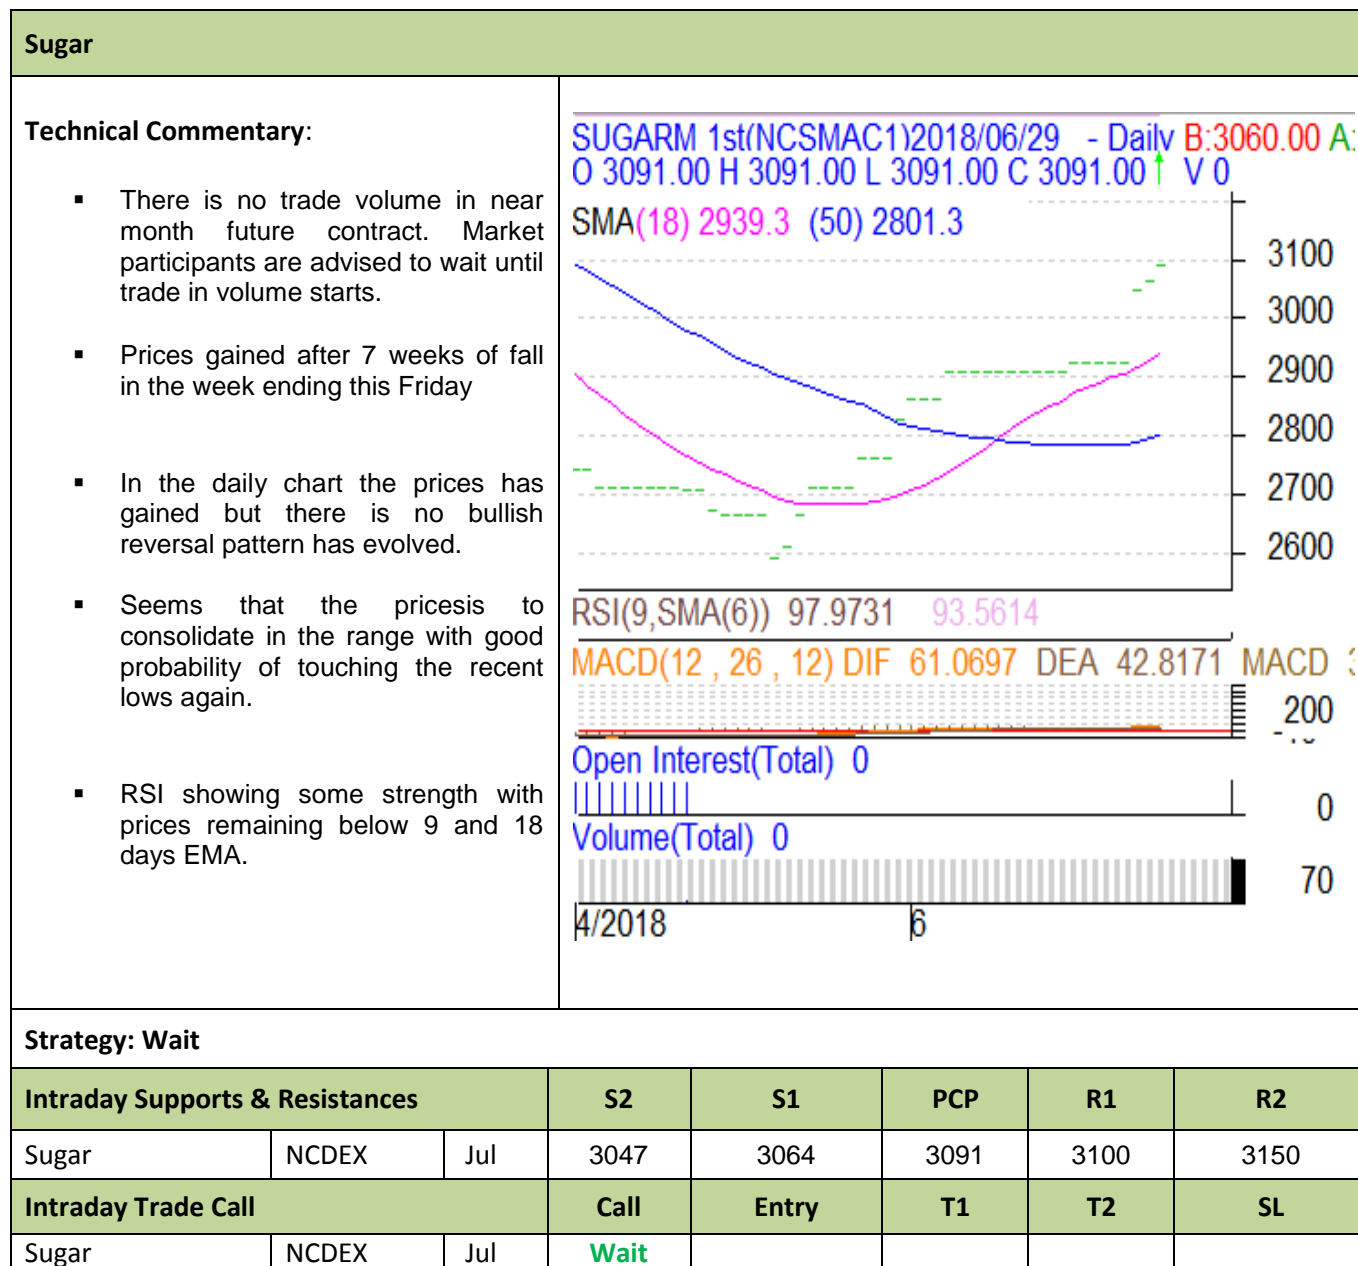 Sugar
Technical Commentary:
▪ There is no trade volume in near
month future contract. Market
participants are advised to wait until
trade in volume starts.
▪ Prices gained after 7 weeks of fall
in the week ending this Friday
▪ In the daily chart the prices has
gained but there is no bullish
reversal pattern has evolved.
▪ Seems that the pricesis to
consolidate in the range with good
probability of touching the recent
lows again.
▪ RSI showing some strength with
prices remaining below 9 and 18
days EMA.
SUGARM 1st(NCSMAC1)2018/06/29 - Daily B:3060.00 A:
O 3091.00 H 3091.00 L 3091.00 C 3091.00 V 0
SMA(18) 2939.3 (50) 2801.3
3100
3000
2900
2800
2700
2600
RSI(9,SMA(6)) 97.9731 93.5614
MACD(12 , 26 , 12) DIF 61.0697 DEA 42.8171 MACD
200
Open Interest(Total) 0
0
Volume(Total) 0
70
4/2018 6
Strategy: Wait
Intraday Supports & Resistances S2 S1 PCP R1 R2
Sugar NCDEX Jul 3047 3064 3091 3100 3150
Intraday Trade Call Call Entry T1 T2 SL
Sugar NCDEX Jul Wait